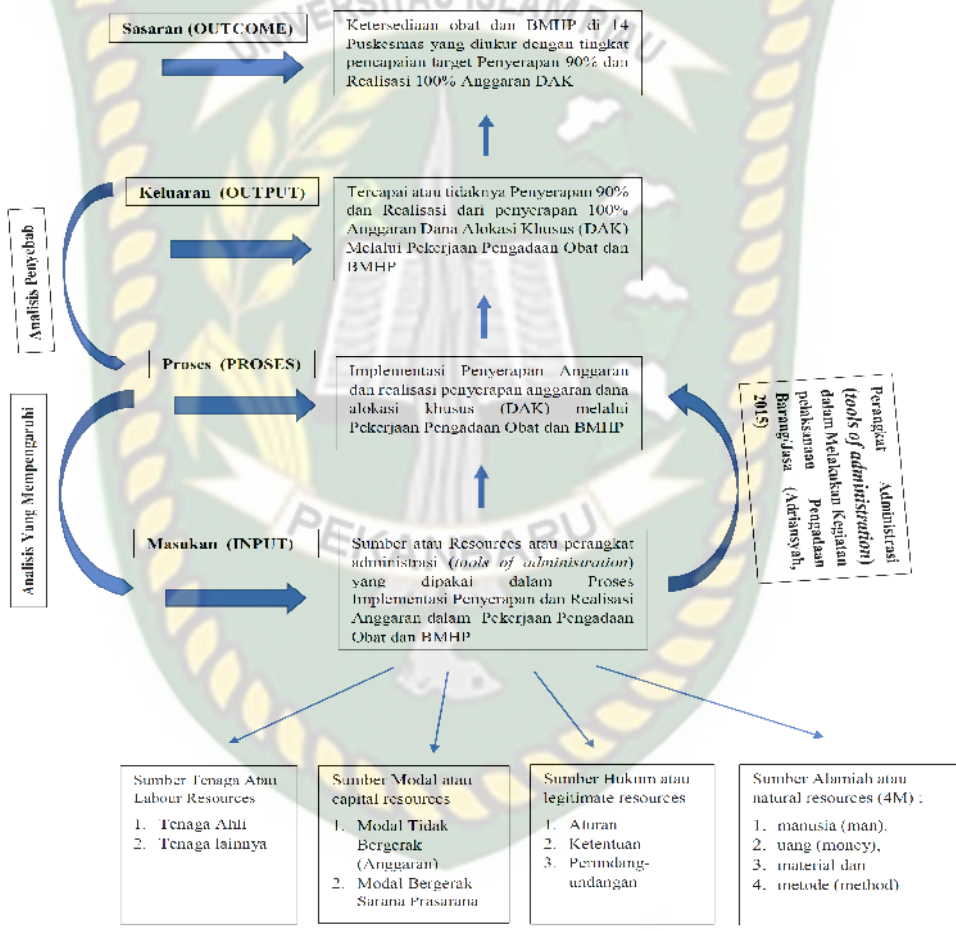 UNIVERSITAS ISLAM RIAU
Sasaran (OUTCOME)
Ketersediaan obat dan BMHP di 14
Puskesmas yang diukur dengan tingkat
pencapaian target Penyerapan 90% dan
Realisasi 100% Anggaran DAK
Keluaran (OUTPUT)
Tercapai atau tidaknya Penyerapan 90%
dan Realisasi dari penyerapan 100%
Anggaran Dana Alokasi Khusus (DAK)
Melalui Pekerjaan Pengadaan Obat dan
BMHP
Analisis Penyebab
Proses (PROSES)
Implementasi Penyerapan Anggaran
dan realisasi penyerapan anggaran dana
alokasi khusus (DAK) melalui
Pekerjaan Pengadaan Obat dan BMHP
Perangkat Administrasi
(tools of administration)
dalam Melakukan Kegiatan
pelaksanaan Pengadaan
Barang/Jasa (Adriansyah,
2015)
Analisis Yang Mempengaruhi
PEKANBARU
Masukan (INPUT)
Sumber atau Resources atau perangkat
administrasi (tools of administration)
yang dipakai dalam Proses
Implementasi Penyerapan dan Realisasi
Anggaran dalam Pekerjaan Pengadaan
Obat dan BMHP
Sumber Tenaga Atau
Labour Resources
1. Tenaga Ahli
2. Tenaga lainnya
Sumber Modal atau
capital resources
1. Modal Tidak
Bergerak
(Anggaran)
2. Modal Bergerak
Sarana Prasarana
Sumber Hukum atau
legitimate resources
1. Aturan
2. Ketentuan
3. Perundang-
undangan
Sumber Alamiah atau
natural resources (4M) :
1. manusia (man),
2. uang (money),
3. material dan
4. metode (method)